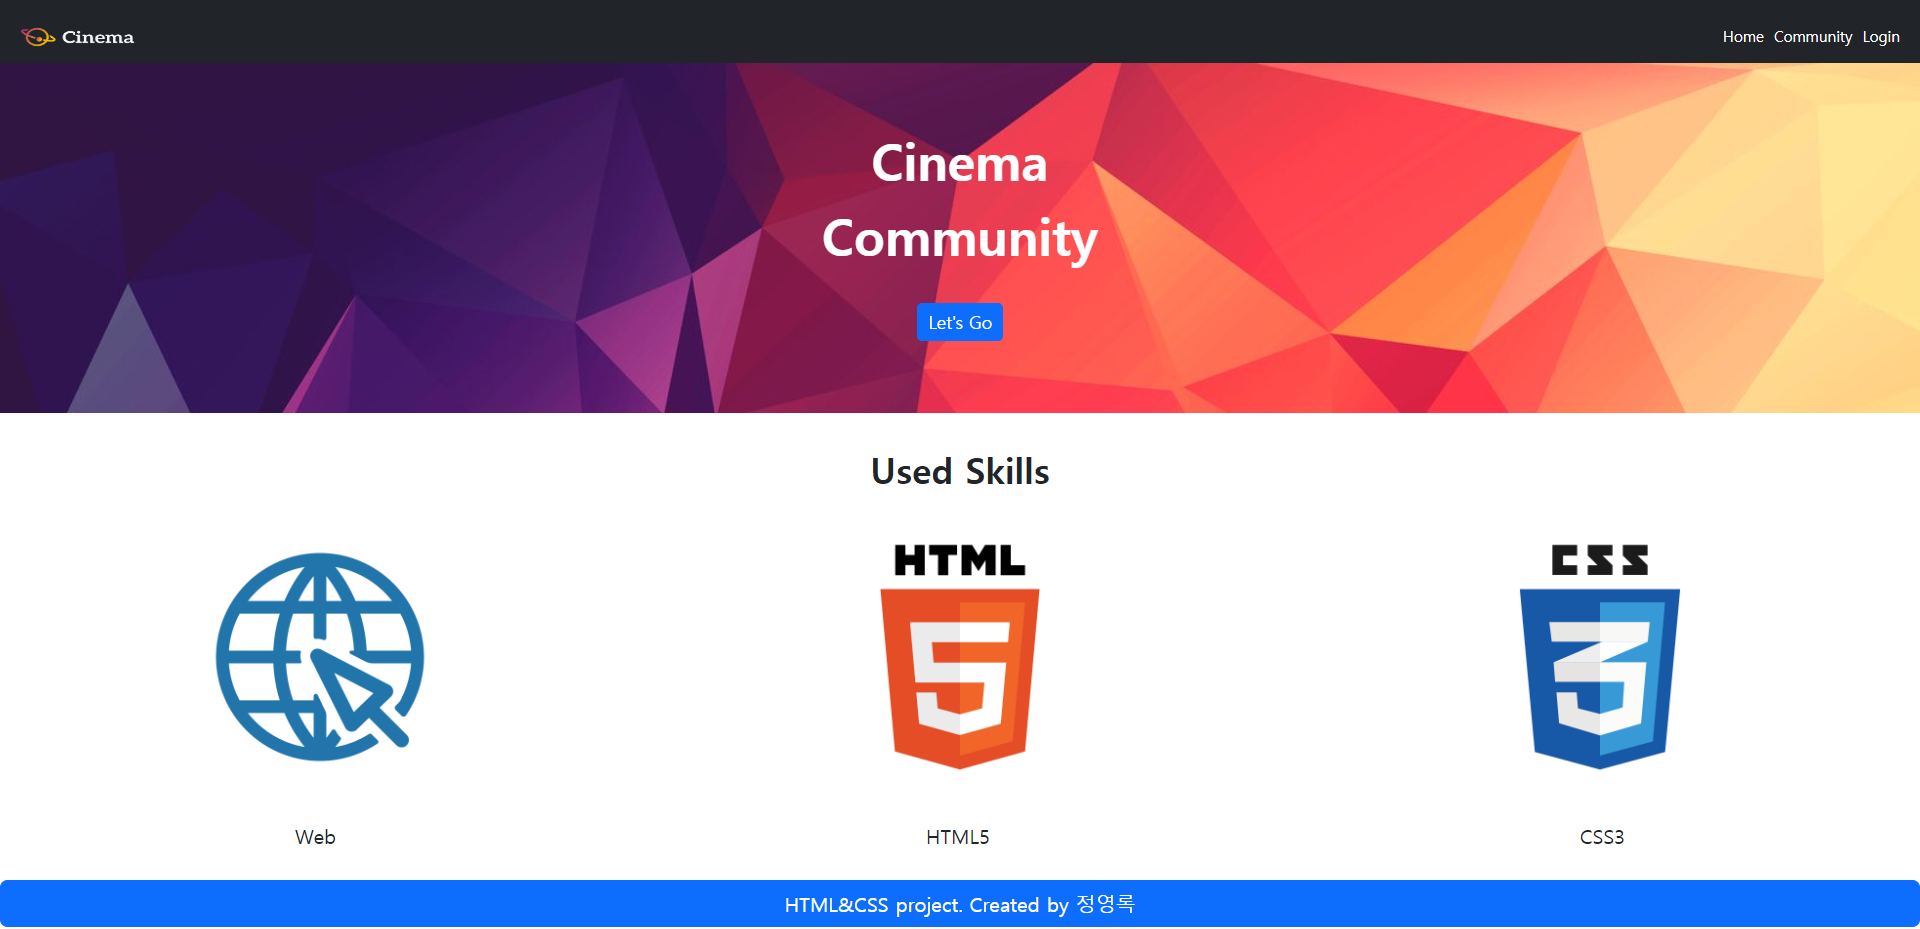 Cinema
Home Community Login
Cinema
Community
Let's Go
Used Skills
HTML
5
CSS
3
Web
HTML5
CSS3
HTML&CSS project. Created by 정영록